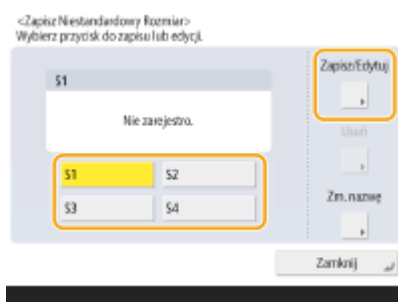 <Zapisz Niestandardowy Rozmiar>
Wybierz przycisk do zapisu lub edycji.
S1
Nie zarejestro.
S1
S2
S3
S4
Zapisz/Edytuj
Usuń
Zm. nazwę
Zamknij